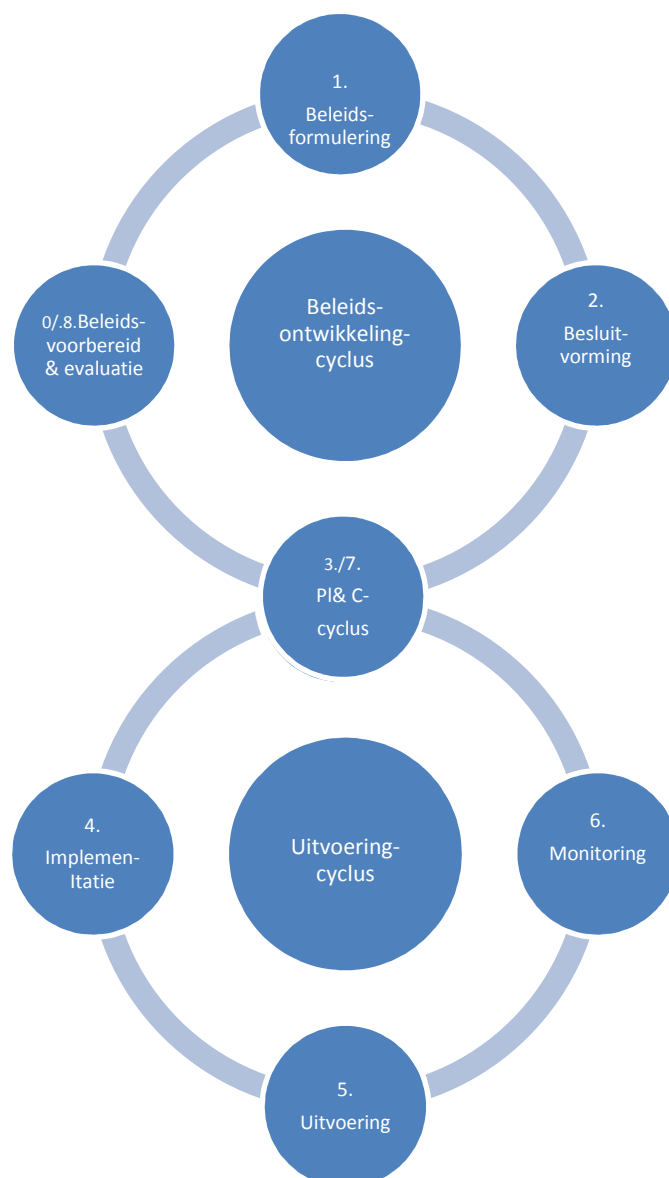 1.
Beleids-
formulering
0/.8.Beleids-
voorbereid
& evaluatie
Beleids-
ontwikkeling-
cyclus
2.
Besluit-
vorming
3./7.
Pl& C-
cyclus
4.
Implemen-
ltatie
Uitvoering-
cyclus
6.
Monitoring
5.
Uitvoering